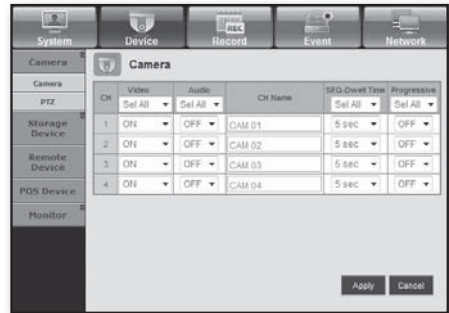 System Device Record Event Network
REC
Camera
Camera
PTZ
Storage Device
Remote Device
POS Device
Monitor
Camera
CH Video Audio CH Name SEQ-Dwell Time Progressive
Sel All Sel All Sel All Sel All
1 ON OFF CAM 01 5 sec OFF
2 ON OFF CAM 02 5 sec OFF
3 ON OFF CAM 03 5 sec OFF
4 ON OFF CAM 04 5 sec OFF
Apply Cancel